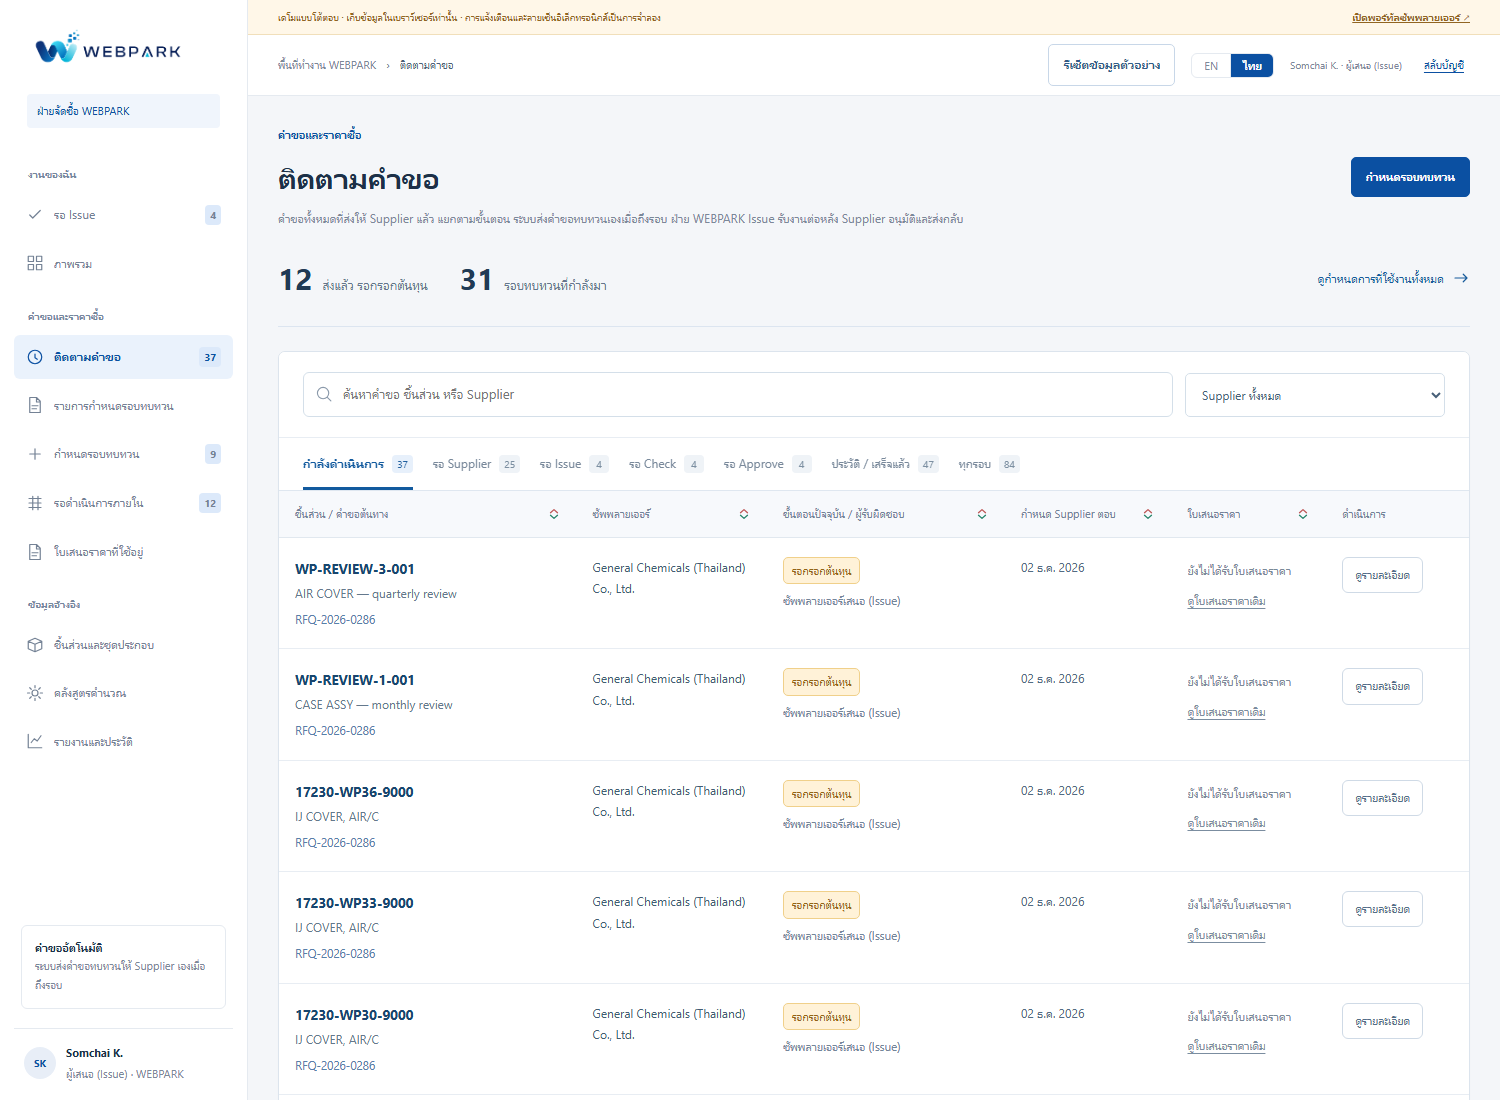 เดโมแบบโต้ตอบ · เก็บข้อมูลในเบราว์เซอร์เท่านั้น · การแจ้งเตือนและลายเซ็นอิเล็กทรอนิกส์เป็นการจำลอง
เปิดพอร์ทัลซัพพลายเออร์ ↗
WEBPARK
พื้นที่ทำงาน WEBPARK › ติดตามคำขอ
รีเซ็ตข้อมูลตัวอย่าง
EN ไทย
Somchai K. · ผู้เสนอ (Issue)
สลับบัญชี
ฝ่ายจัดซื้อ WEBPARK
งานของฉัน
รอ Issue 4
ภาพรวม
คำขอและราคาซื้อ
ติดตามคำขอ 37
รายการกำหนดรอบทบทวน
กำหนดรอบทบทวน 9
รอดำเนินการภายใน 12
ใบเสนอราคาที่ใช้อยู่
ข้อมูลอ้างอิง
ชิ้นส่วนและชุดประกอบ
คลังสูตรคำนวณ
รายงานและประวัติ
คำขออัตโนมัติ
ระบบส่งคำขอทบทวนให้ Supplier เองเมื่อ
ถึงรอบ
SK
Somchai K.
ผู้เสนอ (Issue) · WEBPARK
คำขอและราคาซื้อ
ติดตามคำขอ
กำหนดรอบทบทวน
คำขอทั้งหมดที่ส่งให้ Supplier แล้ว แยกตามขั้นตอน ระบบส่งคำขอทบทวนเองเมื่อถึงรอบ ฝ่าย WEBPARK Issue รับงานต่อหลัง Supplier อนุมัติและส่งกลับ
12 ส่งแล้ว รอกรอกต้นทุน
31 รอบทบทวนที่กำลังมา
ดูกำหนดการที่ใช้งานทั้งหมด →
ค้นหาคำขอ ชิ้นส่วน หรือ Supplier
Supplier ทั้งหมด
กำลังดำเนินการ 37
รอ Supplier 25
รอ Issue 4
รอ Check 4
รอ Approve 4
ประวัติ / เสร็จแล้ว 47
ทุกรอบ 84
ชิ้นส่วน / คำขอต้นทาง
ซัพพลายเออร์
ขั้นตอนปัจจุบัน / ผู้รับผิดชอบ
กำหนด Supplier ตอบ
ใบเสนอราคา
ดำเนินการ
WP-REVIEW-3-001
AIR COVER — quarterly review
RFQ-2026-0286
General Chemicals (Thailand)
Co., Ltd.
รอกรอกต้นทุน
ซัพพลายเออร์เสนอ (Issue)
02 ธ.ค. 2026
ยังไม่ได้รับใบเสนอราคา
ดูใบเสนอราคาเดิม
ดูรายละเอียด
WP-REVIEW-1-001
CASE ASSY — monthly review
RFQ-2026-0286
General Chemicals (Thailand)
Co., Ltd.
รอกรอกต้นทุน
ซัพพลายเออร์เสนอ (Issue)
02 ธ.ค. 2026
ยังไม่ได้รับใบเสนอราคา
ดูใบเสนอราคาเดิม
ดูรายละเอียด
17230-WP36-9000
IJ COVER, AIR/C
RFQ-2026-0286
General Chemicals (Thailand)
Co., Ltd.
รอกรอกต้นทุน
ซัพพลายเออร์เสนอ (Issue)
02 ธ.ค. 2026
ยังไม่ได้รับใบเสนอราคา
ดูใบเสนอราคาเดิม
ดูรายละเอียด
17230-WP33-9000
IJ COVER, AIR/C
RFQ-2026-0286
General Chemicals (Thailand)
Co., Ltd.
รอกรอกต้นทุน
ซัพพลายเออร์เสนอ (Issue)
02 ธ.ค. 2026
ยังไม่ได้รับใบเสนอราคา
ดูใบเสนอราคาเดิม
ดูรายละเอียด
17230-WP30-9000
IJ COVER, AIR/C
RFQ-2026-0286
General Chemicals (Thailand)
Co., Ltd.
รอกรอกต้นทุน
ซัพพลายเออร์เสนอ (Issue)
02 ธ.ค. 2026
ยังไม่ได้รับใบเสนอราคา
ดูใบเสนอราคาเดิม
ดูรายละเอียด